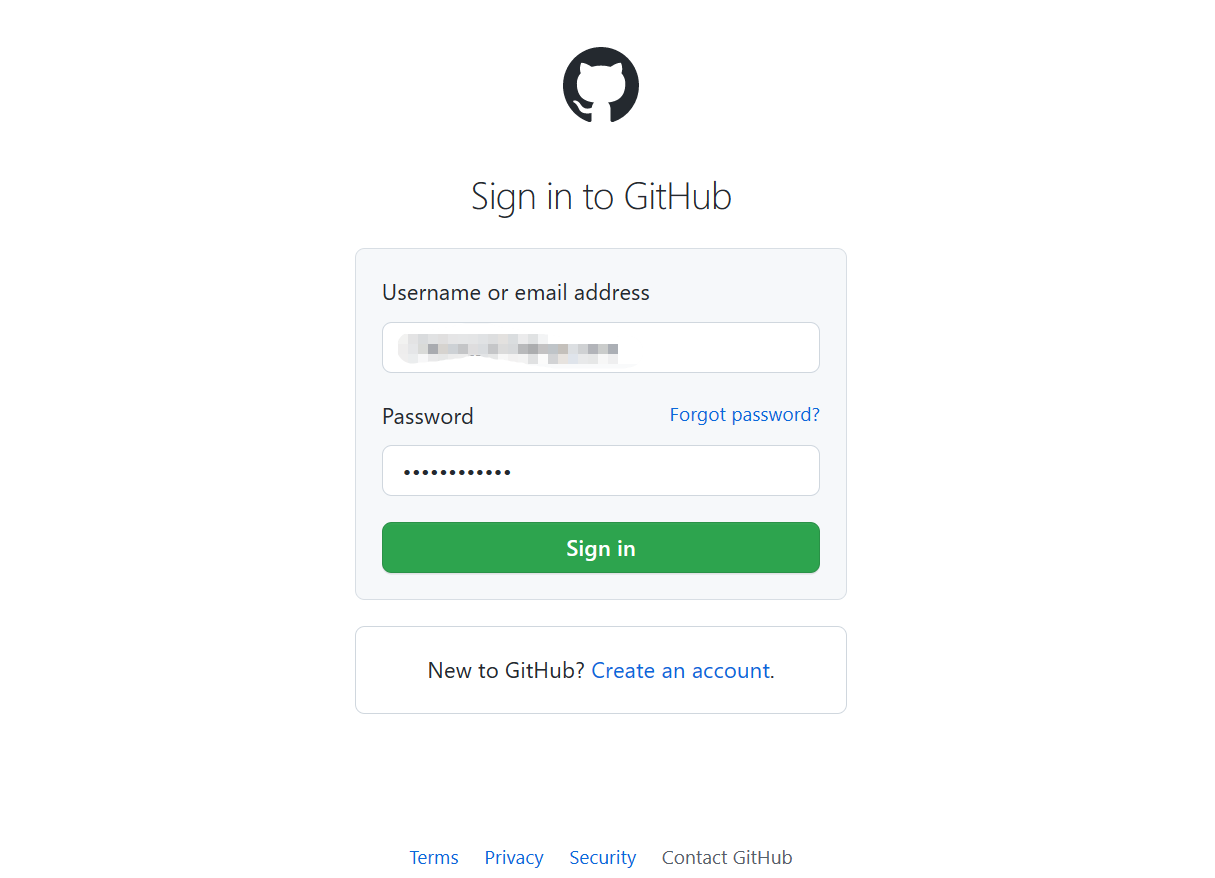 Sign in to GitHub
Username or email address
Password Forgot password?
••••••••••••
Sign in
New to GitHub? Create an account.
Terms Privacy Security Contact GitHub